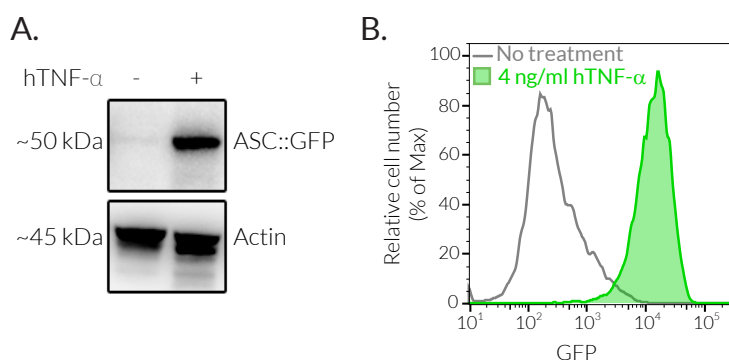 A.
hTNF-α - +
~50 kDa ASC::GFP
~45 kDa Actin
B.
No treatment
4 ng/ml hTNF-α
Relative cell number
(% of Max)
100
80
60
40
20
0
10¹ 10² 10³ 10⁴ 10⁵
GFP